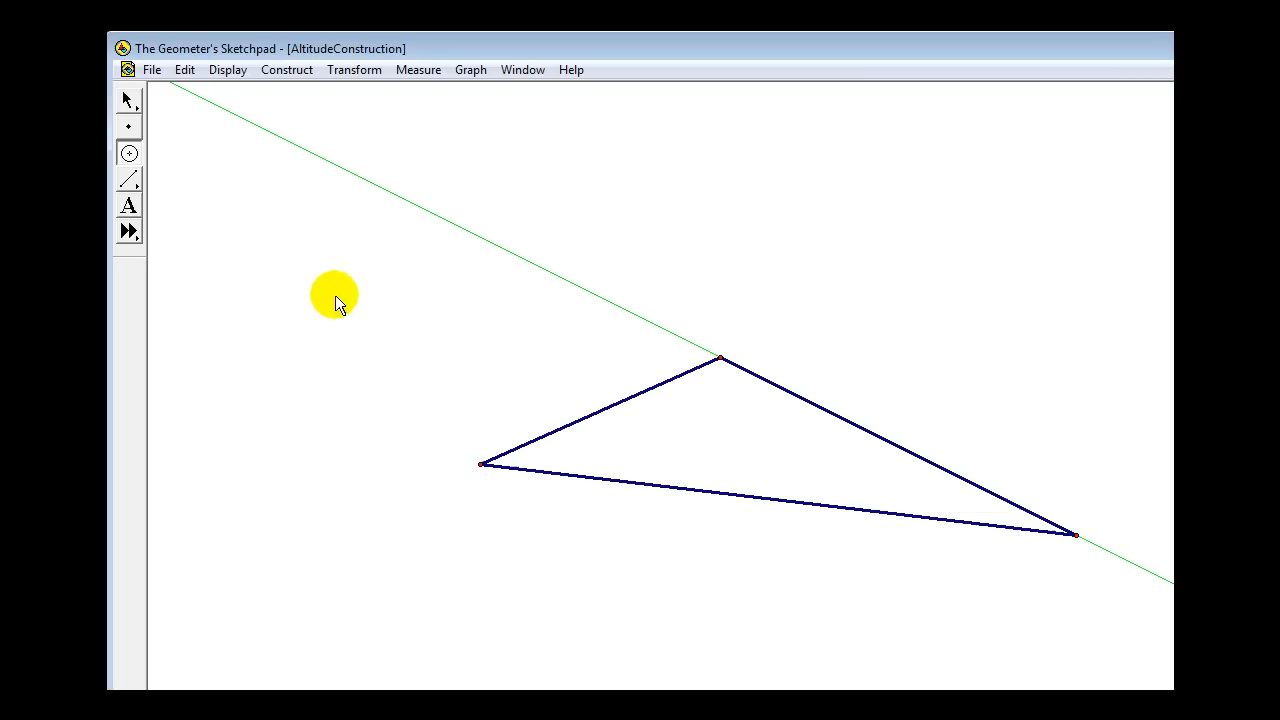 The Geometer's Sketchpad - [AltitudeConstruction]
File Edit Display Construct Transform Measure Graph Window Help
A